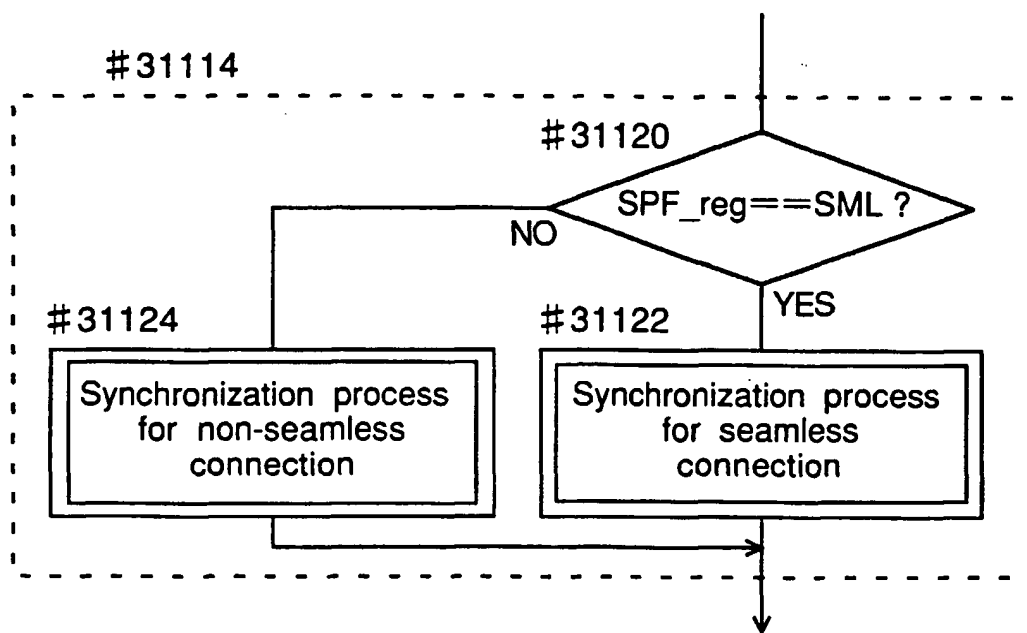 #31114
#31120
SPF_reg==SML ?
NO
YES
#31124
#31122
Synchronization process
for non-seamless
connection
Synchronization process
for seamless
connection